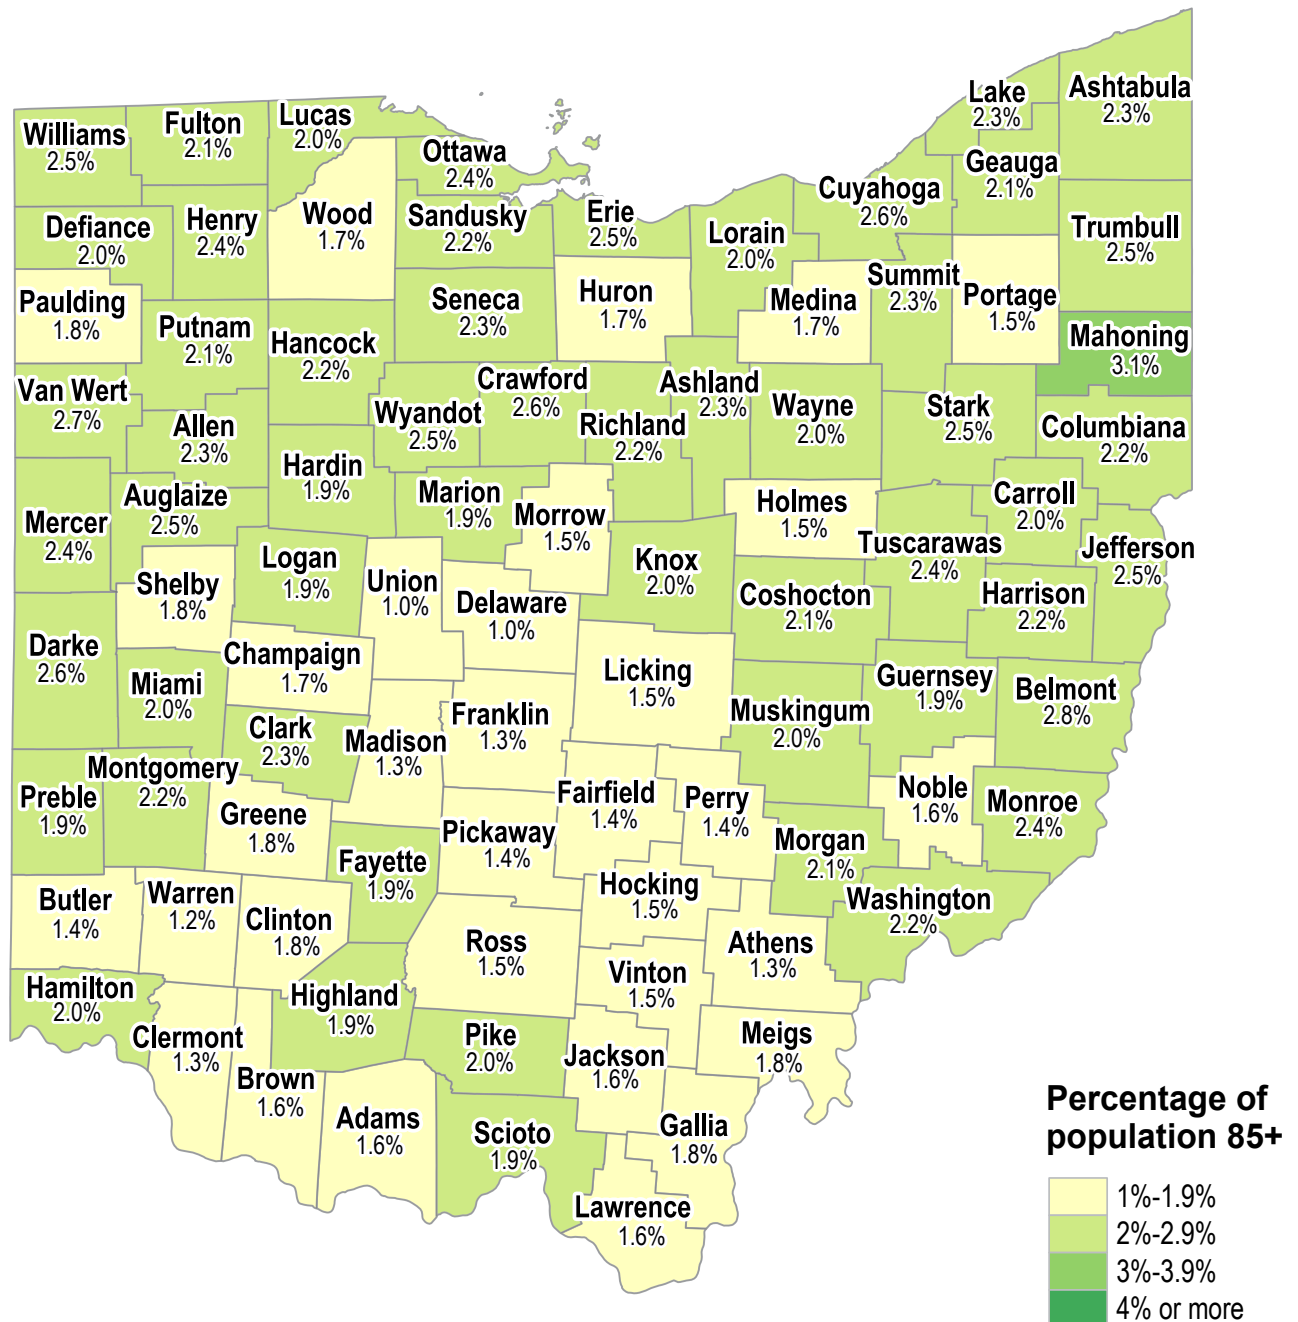 Lake
2.3%
Ashtabula
2.3%
Lucas
2.0%
Fulton
2.1%
Williams
2.5%
Ottawa
2.4%
Geauga
2.1%
Cuyahoga
2.6%
Wood
1.7%
Sandusky
2.2%
Erie
2.5%
Henry
2.4%
Defiance
2.0%
Lorain
2.0%
Trumbull
2.5%
Summit
2.3%
Portage
1.5%
Paulding
1.8%
Seneca
2.3%
Huron
1.7%
Medina
1.7%
Putnam
2.1%
Hancock
2.2%
Mahoning
3.1%
Van Wert
2.7%
Crawford
2.6%
Ashland
2.3%
Wyandot
2.5%
Richland
2.2%
Wayne
2.0%
Stark
2.5%
Columbiana
2.2%
Allen
2.3%
Hardin
1.9%
Marion
1.9%
Auglaize
2.5%
Mercer
2.4%
Morrow
1.5%
Holmes
1.5%
Carroll
2.0%
Tuscarawas
2.4%
Jefferson
2.5%
Logan
1.9%
Union
1.0%
Knox
2.0%
Shelby
1.8%
Delaware
1.0%
Coshocton
2.1%
Harrison
2.2%
Darke
2.6%
Champaign
1.7%
Miami
2.0%
Licking
1.5%
Guernsey
1.9%
Belmont
2.8%
Clark
2.3%
Madison
1.3%
Franklin
1.3%
Muskingum
2.0%
Montgomery
2.2%
Preble
1.9%
Greene
1.8%
Fairfield
1.4%
Perry
1.4%
Noble
1.6%
Monroe
2.4%
Pickaway
1.4%
Fayette
1.9%
Morgan
2.1%
Hocking
1.5%
Washington
2.2%
Butler
1.4%
Warren
1.2%
Clinton
1.8%
Ross
1.5%
Athens
1.3%
Vinton
1.5%
Hamilton
2.0%
Highland
1.9%
Clermont
1.3%
Pike
2.0%
Jackson
1.6%
Meigs
1.8%
Brown
1.6%
Adams
1.6%
Scioto
1.9%
Gallia
1.8%
Lawrence
1.6%
Percentage of
population 85+
1%-1.9%
2%-2.9%
3%-3.9%
4% or more